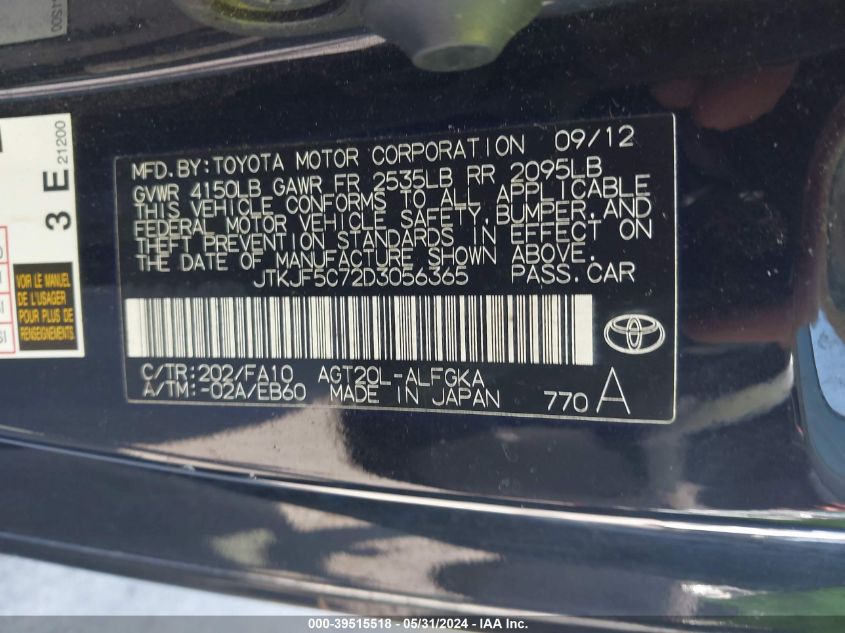 MFD.BY:TOYOTA MOTOR CORPORATION 09/12
GVWR 4150LB GAWR FR 2535LB RR 2095LB
THIS VEHICLE CONFORMS TO ALL APPLICABLE
FEDERAL MOTOR VEHICLE SAFETY,BUMPER,AND
THEFT PREVENTION STANDARDS IN EFFECT ON
THE DATE OF MANUFACTURE SHOWN ABOVE.
JTKJF5C72D3056365 PASS.CAR
C/TR:202/FA10 AGT20L-ALFGKA
A/TM:-02A/EB60 MADE IN JAPAN 770 A
3 E
21200
VOIR
LE MANUEL
DE L'USAGER
POUR PLUS DE
RENSEIGNEMENTS.
000-39515518 - 05/31/2024 - IAA Inc.